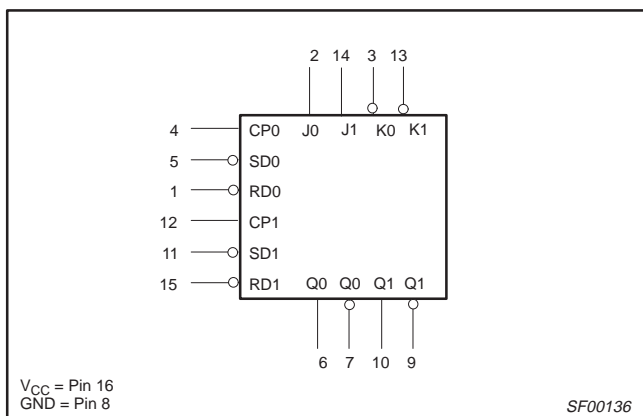 2 14 3 13
4 CP0 J0 J1 K0 K1
5 SD0
1 RD0
12 CP1
11 SD1
15 RD1 Q0 Q0 Q1 Q1
6 7 10 9
VCC = Pin 16
GND = Pin 8
SF00136